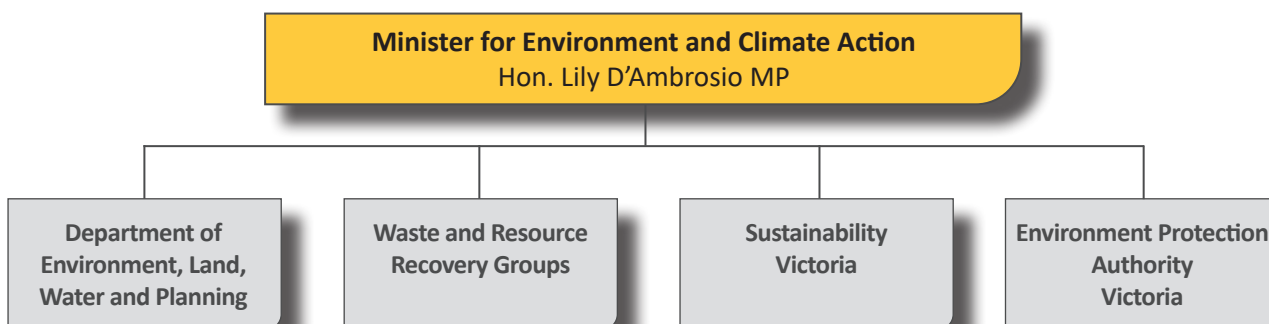 Minister for Environment and Climate Action
Hon. Lily D’Ambrosio MP
Department of
Environment, Land,
Water and Planning
Waste and Resource
Recovery Groups
Sustainability
Victoria
Environment Protection
Authority
Victoria